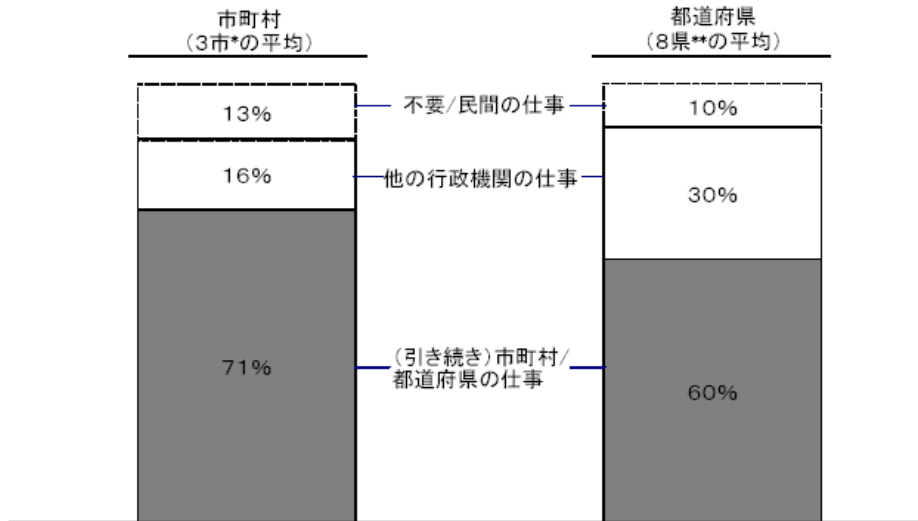 市町村
（3市*の平均）
都道府県
（8県**の平均）
13%
不要/民間の仕事
10%
16%
他の行政機関の仕事
30%
71%
（引き続き）市町村/
都道府県の仕事
60%